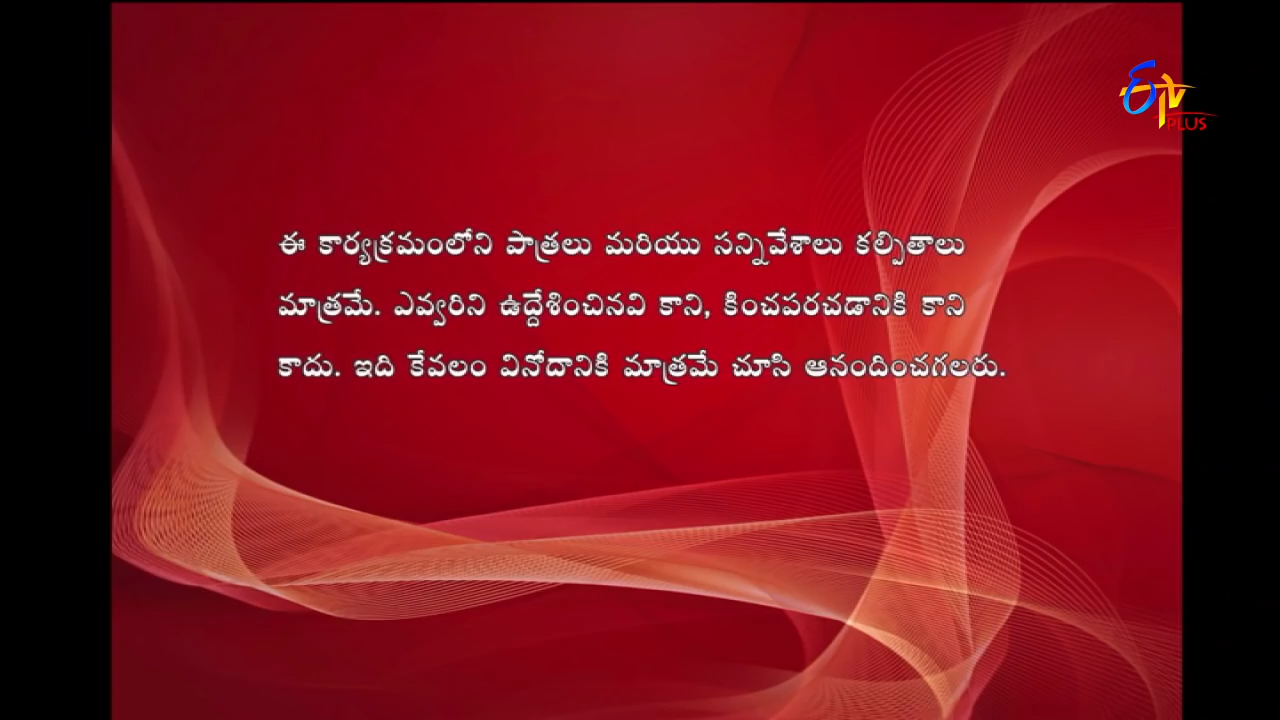 ETV
PLUS
ఈ కార్యక్రమంలోని పాత్రలు మరియు సన్నివేశాలు కల్పితాలు
మాత్రమే. ఎవ్వరిని ఉద్దేశించినవి కాని, కించపరచడానికి కాని
కాదు. ఇది కేవలం వినోదానికి మాత్రమే చూసి ఆనందించగలరు.